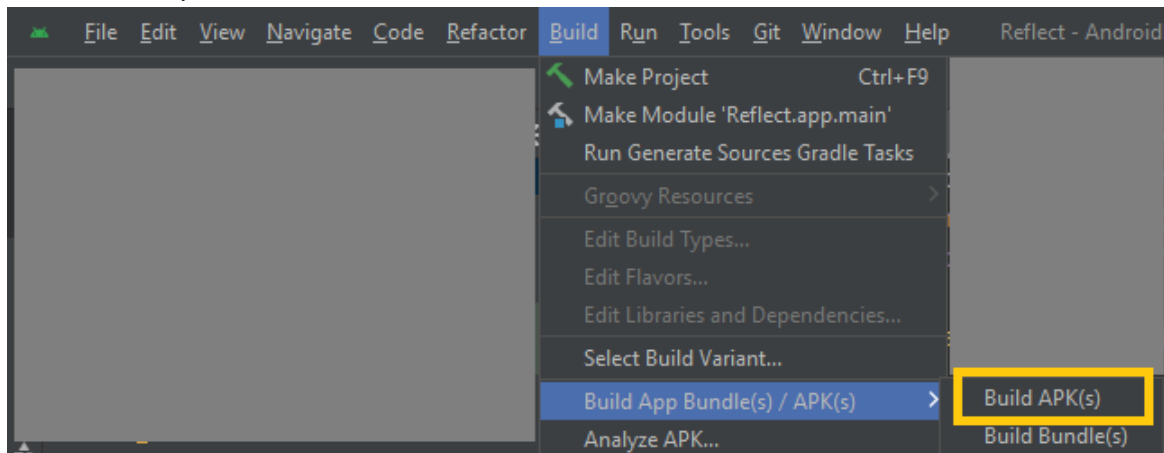 File Edit View Navigate Code Refactor Build Run Tools Git Window Help Reflect - Android
Make Project Ctrl+F9
Make Module 'Reflect.app.main'
Run Generate Sources Gradle Tasks
Groovy Resources
Edit Build Types...
Edit Flavors...
Edit Libraries and Dependencies...
Select Build Variant...
Build App Bundle(s) / APK(s)
Build APK(s)
Analyze APK...
Build Bundle(s)